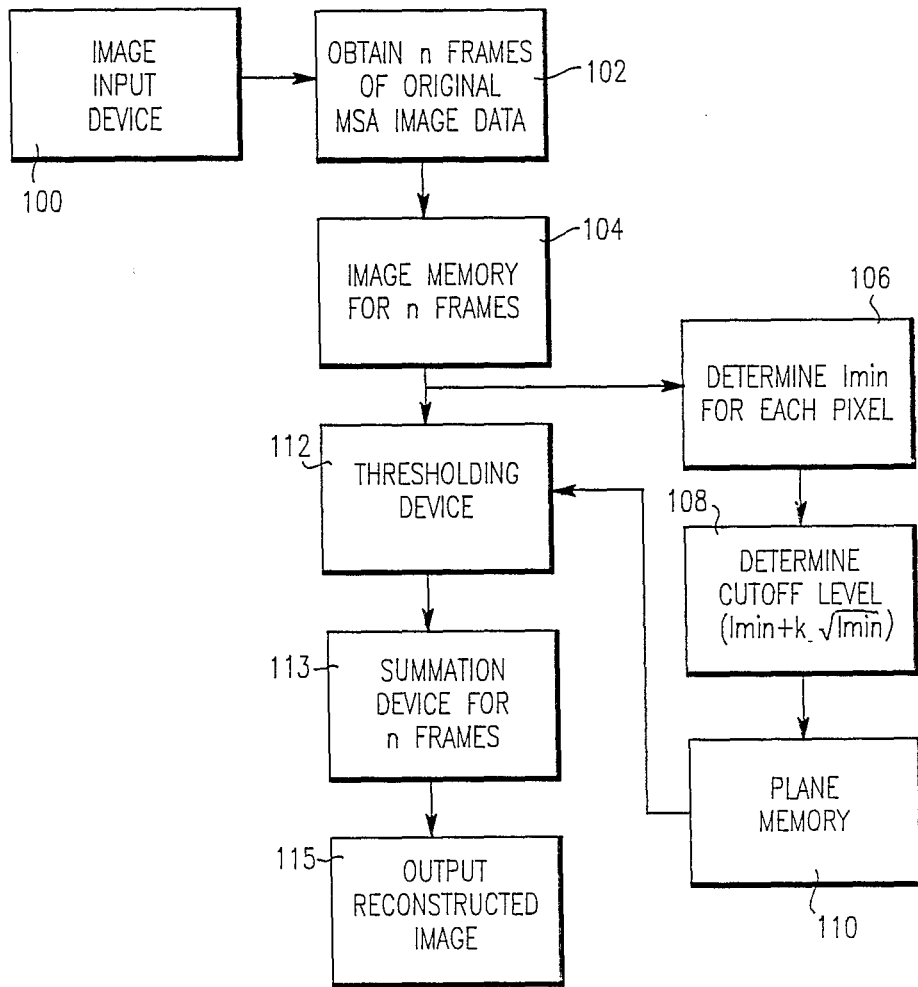 IMAGE
INPUT
DEVICE
100
OBTAIN n FRAMES
OF ORIGINAL
MSA IMAGE DATA
102
IMAGE MEMORY
FOR n FRAMES
104
106
DETERMINE Imin
FOR EACH PIXEL
112
THRESHOLDING
DEVICE
108
DETERMINE
CUTOFF LEVEL
(Imin+k √Imin)
113
SUMMATION
DEVICE FOR
n FRAMES
PLANE
MEMORY
110
115
OUTPUT
RECONSTRUCTED
IMAGE